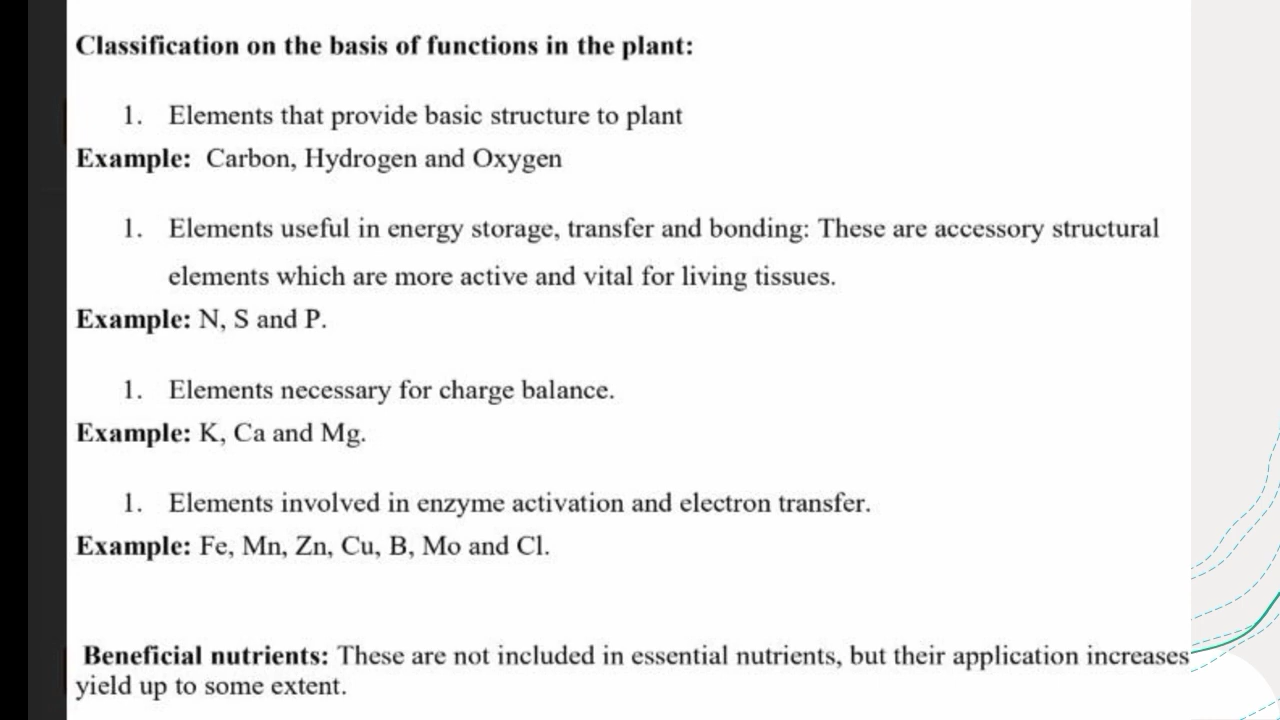 Classification on the basis of functions in the plant:
1. Elements that provide basic structure to plant
Example: Carbon, Hydrogen and Oxygen
1. Elements useful in energy storage, transfer and bonding: These are accessory structural
elements which are more active and vital for living tissues.
Example: N, S and P.
1. Elements necessary for charge balance.
Example: K, Ca and Mg.
1. Elements involved in enzyme activation and electron transfer.
Example: Fe, Mn, Zn, Cu, B, Mo and Cl.
Beneficial nutrients: These are not included in essential nutrients, but their application increases
yield up to some extent.